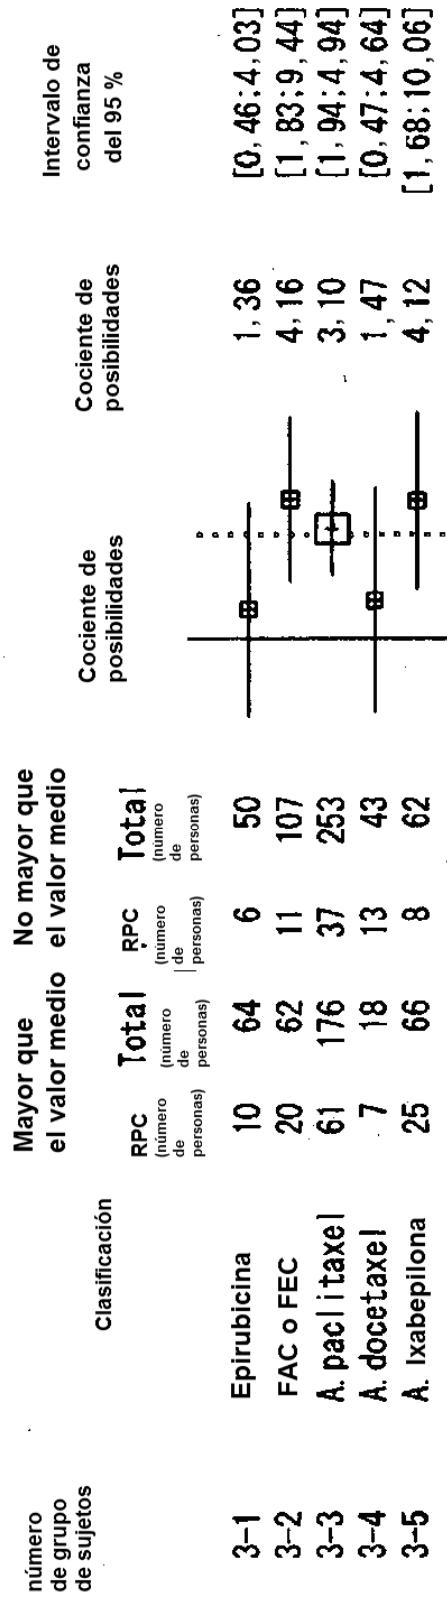 número
de grupo
de sujetos
Clasificación
Mayor que
el valor medio
No mayor que
el valor medio
Cociente de
posibilidades
Cociente de
posibilidades
Intervalo de
confianza
del 95 %
RPC
(número
de
personas)
Total
(número
de
personas)
RPC
(número
de
personas)
Total
(número
de
personas)
3-1 Epirubicina 10 64 6 50 1,36 [0,46:4,03]
3-2 FAC o FEC 20 62 11 107 4,16 [1,83:9,44]
3-3 A. paclitaxel 61 176 37 253 3,10 [1,94:4,94]
3-4 A. docetaxel 7 18 13 43 1,47 [0,47:4,64]
3-5 A. Ixabepilona 25 66 8 62 4,12 [1,68:10,06]